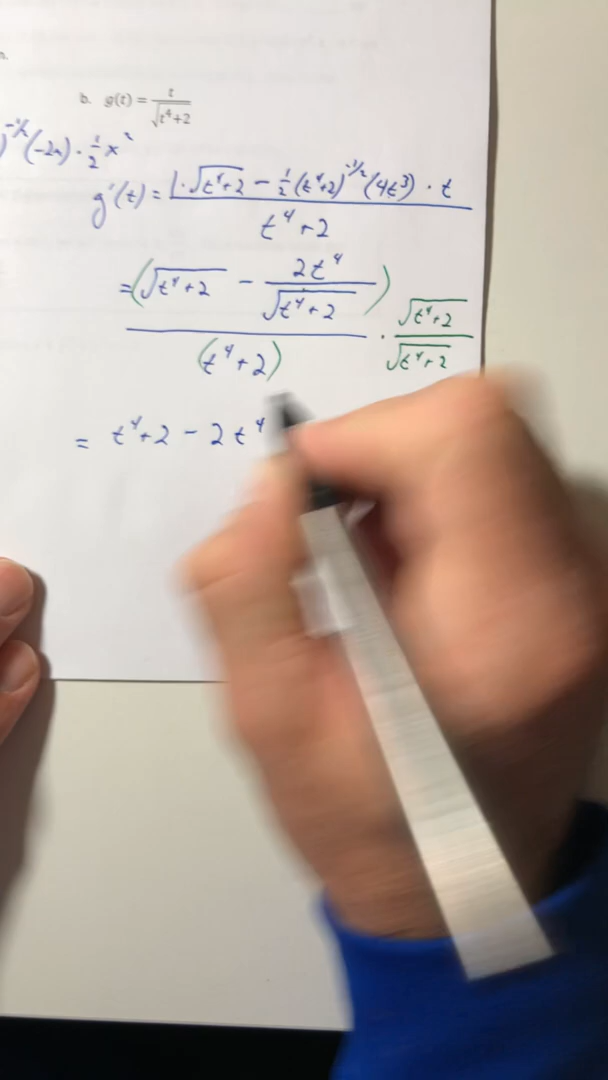 n.
b. g(t) = t/√(t⁴+2)
)^(-1/2) (-2x) · 1/2 x²
g'(t) = (1·√(t⁴+2) - 1/2 (t⁴+2)^(-1/2) (4t³) · t)/(t⁴+2)
= (√(t⁴+2) - 2t⁴/√(t⁴+2))/(t⁴+2) · √(t⁴+2)/√(t⁴+2)
= t⁴+2 - 2t⁴